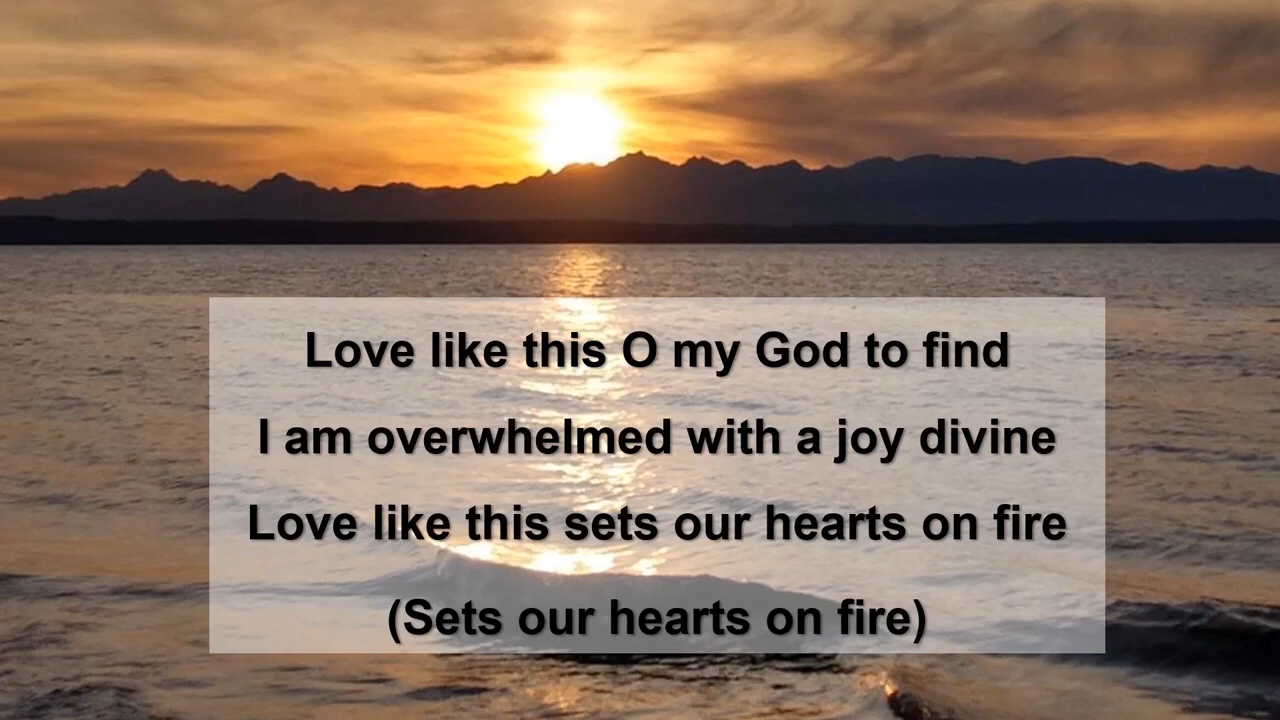 Love like this O my God to find
I am overwhelmed with a joy divine
Love like this sets our hearts on fire
(Sets our hearts on fire)